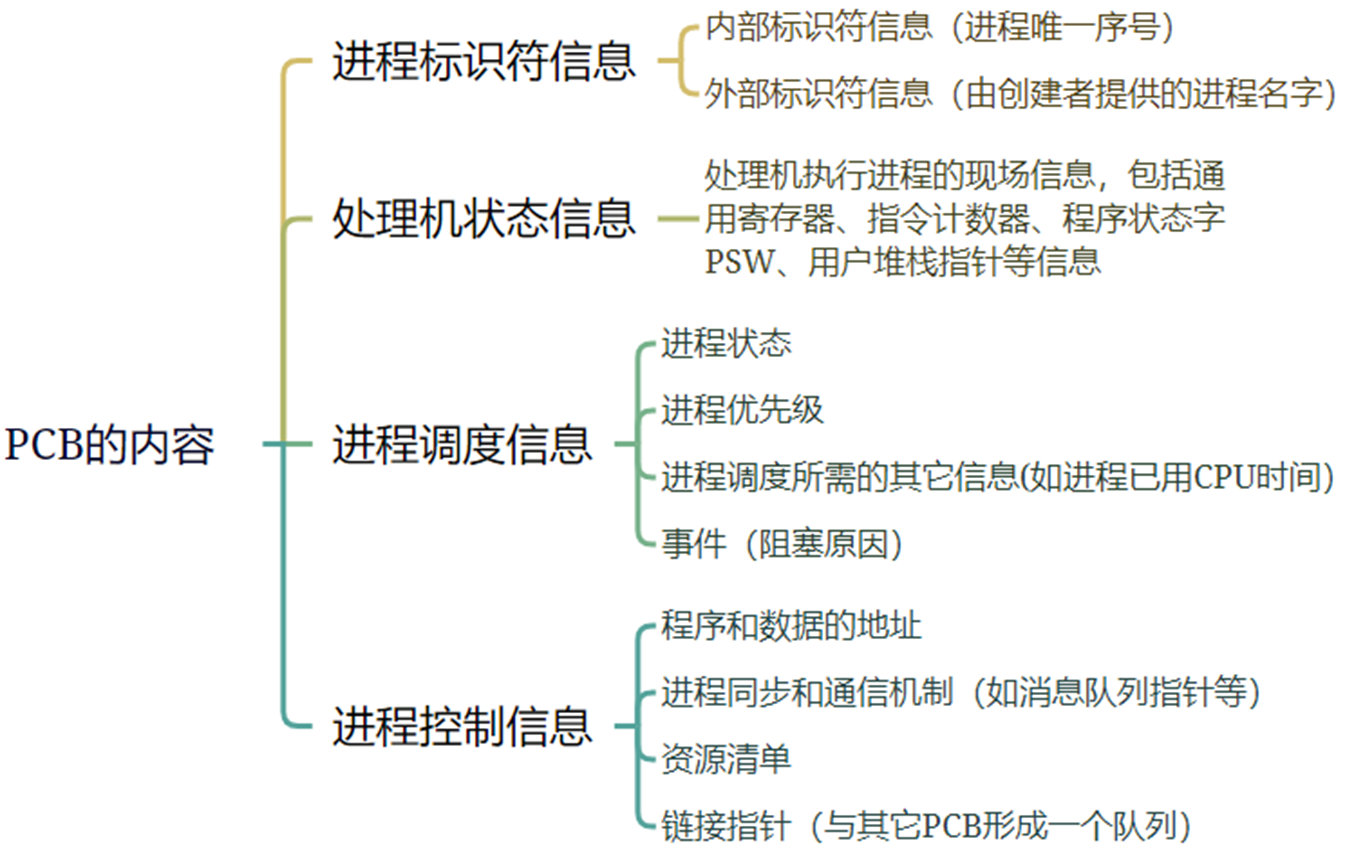 内部标识符信息（进程唯一序号）
进程标识符信息
外部标识符信息（由创建者提供的进程名字）
处理机执行进程的现场信息，包括通
用寄存器、指令计数器、程序状态字
PSW、用户堆栈指针等信息
处理机状态信息
进程状态
进程优先级
PCB的内容
进程调度信息
进程调度所需的其它信息(如进程已用CPU时间）
事件（阻塞原因）
程序和数据的地址
进程同步和通信机制（如消息队列指针等）
进程控制信息
资源清单
链接指针（与其它PCB形成一个队列）